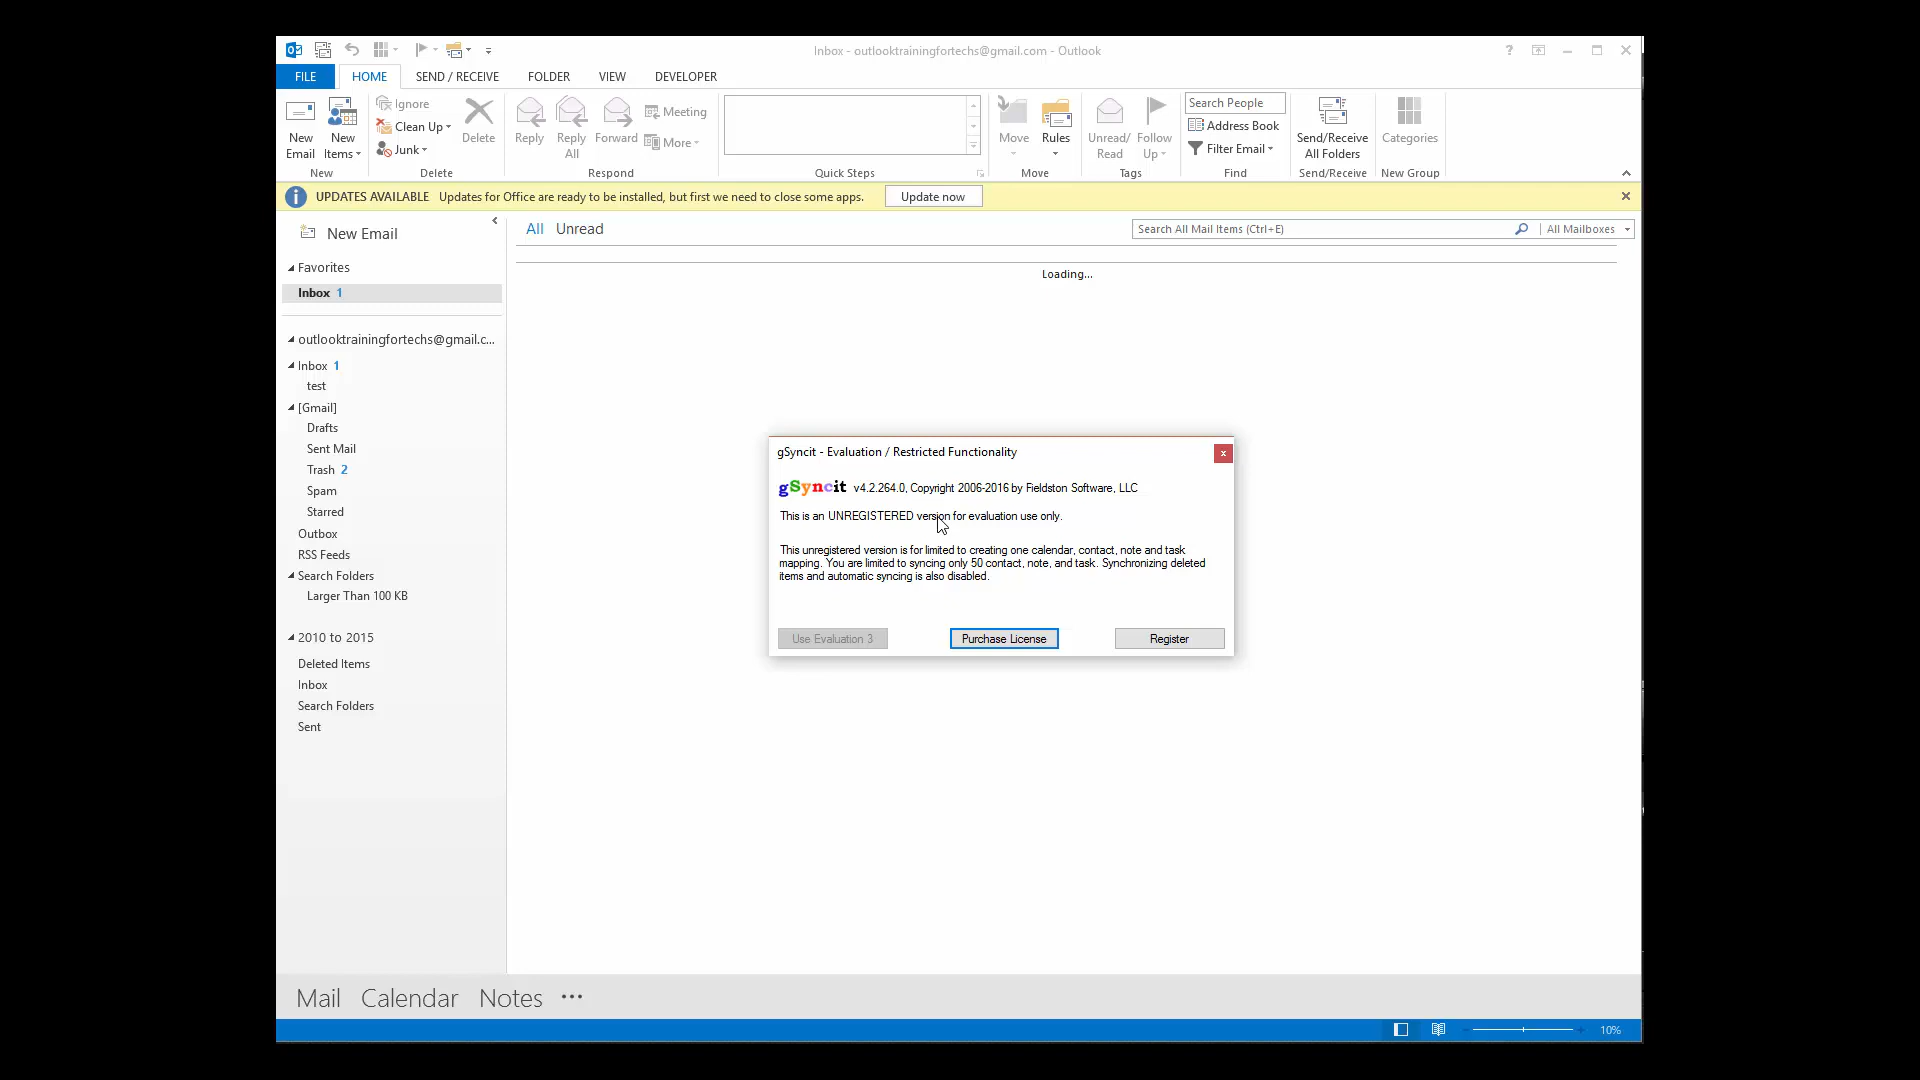 Inbox - outlooktrainingfortechs@gmail.com - Outlook
?
FILE HOME SEND / RECEIVE FOLDER VIEW DEVELOPER
New Email
New Items
Ignore
Clean Up
Junk
Delete
Reply
Reply All
Forward
Meeting
More
Move
Rules
Unread/ Read
Follow Up
Search People
Address Book
Filter Email
Send/Receive All Folders
Categories
New Delete Respond Quick Steps Move Tags Find Send/Receive New Group
UPDATES AVAILABLE Updates for Office are ready to be installed, but first we need to close some apps. Update now
New Email
All Unread
Search All Mail Items (Ctrl+E) All Mailboxes
Loading...
Favorites
Inbox 1
outlooktrainingfortechs@gmail.c...
Inbox 1
test
[Gmail]
Drafts
Sent Mail
Trash 2
Spam
Starred
Outbox
RSS Feeds
Search Folders
Larger Than 100 KB
2010 to 2015
Deleted Items
Inbox
Search Folders
Sent
gSyncit - Evaluation / Restricted Functionality x
gSyncit v4.2.264.0, Copyright 2006-2016 by Fieldston Software, LLC
This is an UNREGISTERED version for evaluation use only.
This unregistered version is for limited to creating one calendar, contact, note and task
mapping. You are limited to syncing only 50 contact, note, and task. Synchronizing deleted
items and automatic syncing is also disabled.
Use Evaluation 3 Purchase License Register
Mail Calendar Notes ...
10%